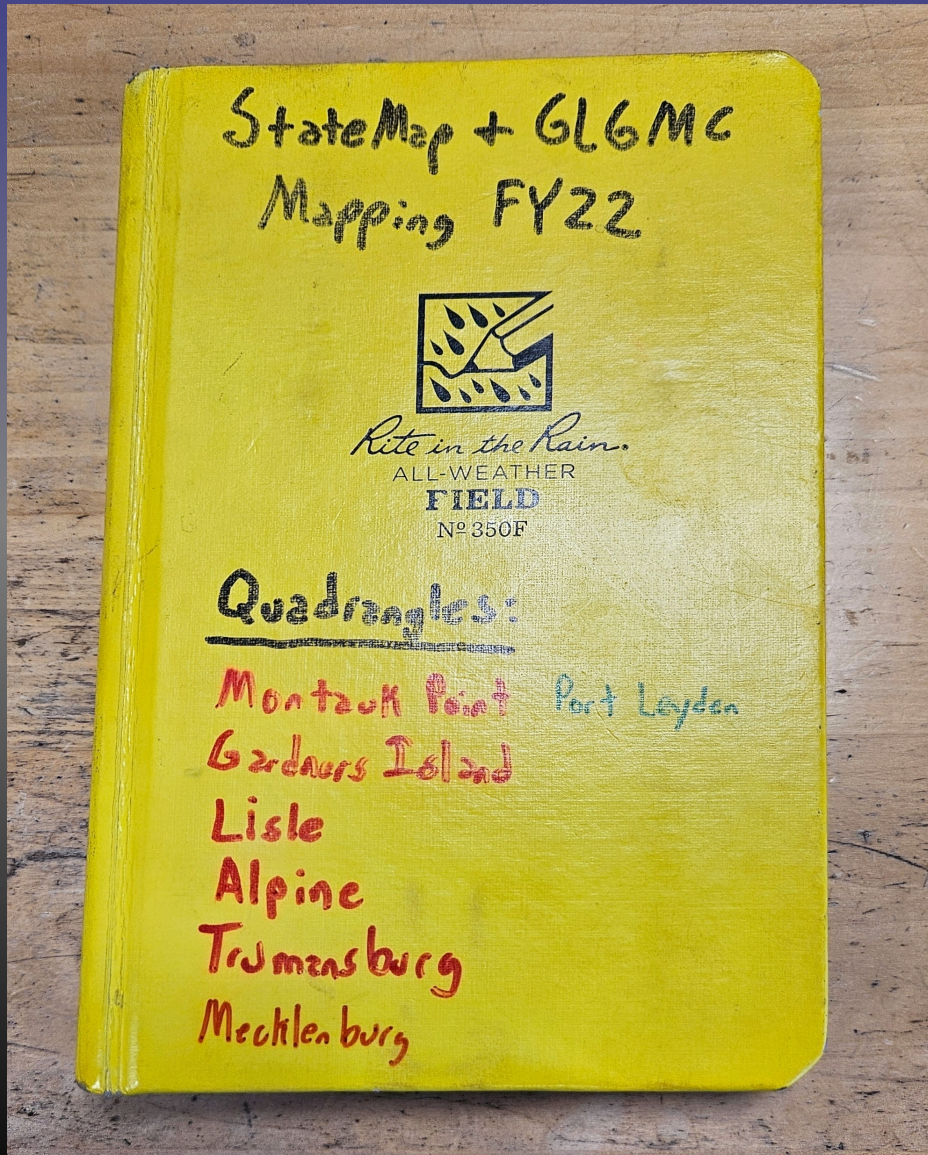 StateMap + GLGMC
Mapping FY22
Rite in the Rain.
ALL-WEATHER
FIELD
Nº 350F
Quadrangles:
Montauk Point Port Leyden
Gardners Island
Lisle
Alpine
Trumansburg
Mecklenburg